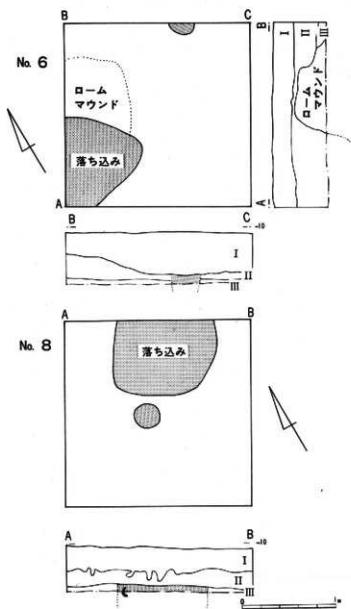 B C
No. 6
ローム
マウンド
落ち込み
A
B I II III
ローム
マウンド
A
B C -10
I
II
III
A B
No. 8
落ち込み
A B -10
I
II
III
0 1m